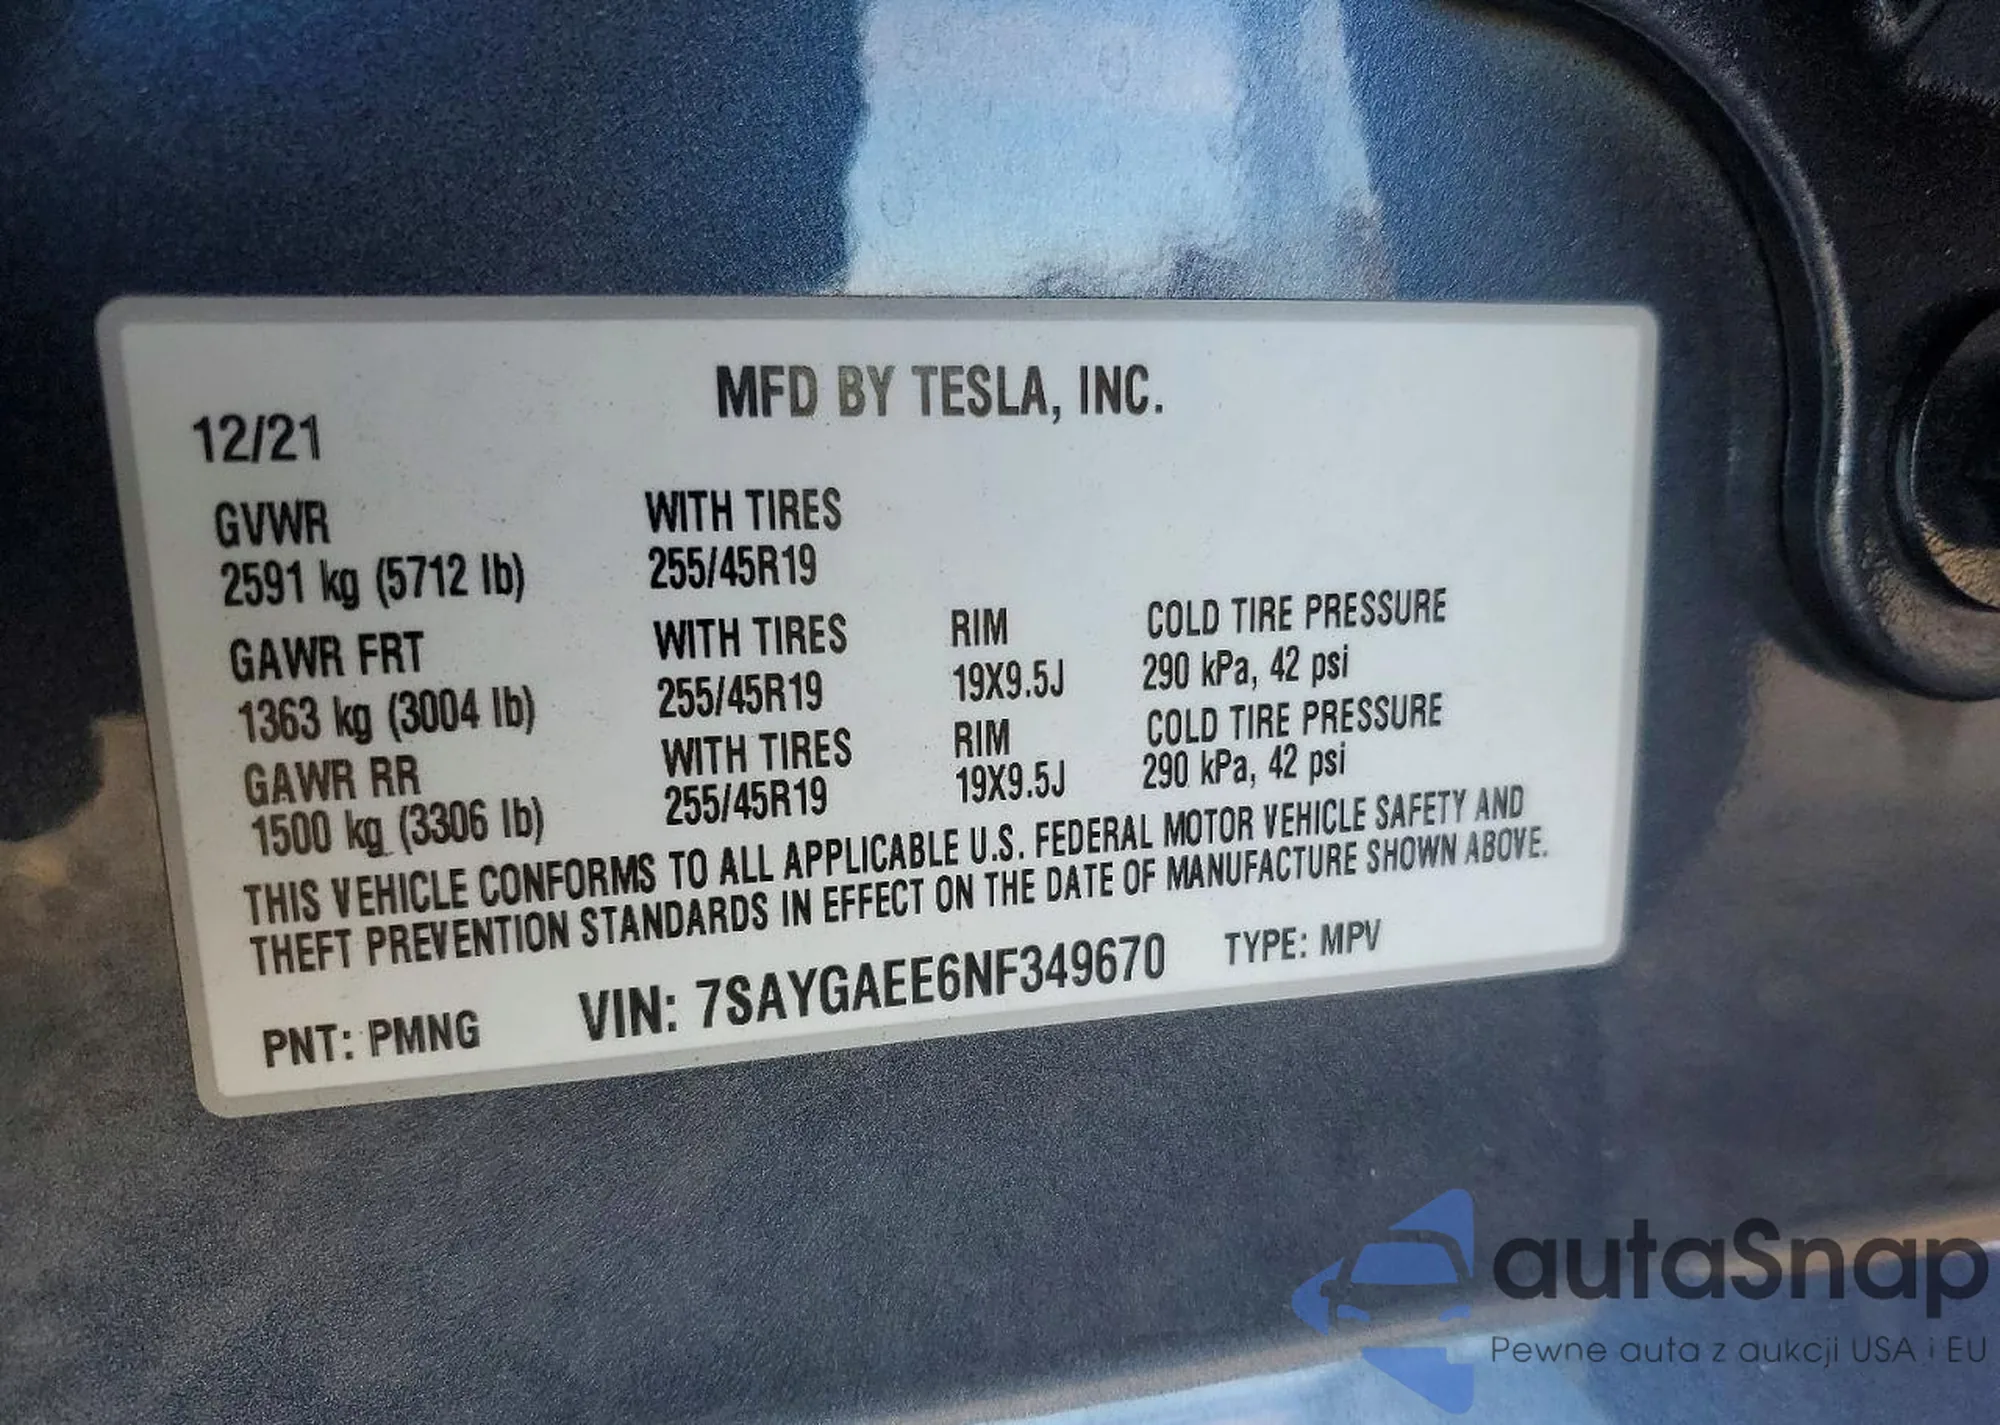 MFD BY TESLA, INC.
12/21
GVWR WITH TIRES
2591 kg (5712 lb) 255/45R19
GAWR FRT WITH TIRES RIM COLD TIRE PRESSURE
1363 kg (3004 lb) 255/45R19 19X9.5J 290 kPa, 42 psi
GAWR RR WITH TIRES RIM COLD TIRE PRESSURE
1500 kg (3306 lb) 255/45R19 19X9.5J 290 kPa, 42 psi
THIS VEHICLE CONFORMS TO ALL APPLICABLE U.S. FEDERAL MOTOR VEHICLE SAFETY AND
THEFT PREVENTION STANDARDS IN EFFECT ON THE DATE OF MANUFACTURE SHOWN ABOVE.
PNT: PMNG VIN: 7SAYGAEE6NF349670 TYPE: MPV
autaSnap
Pewne auta z aukcji USA i EU